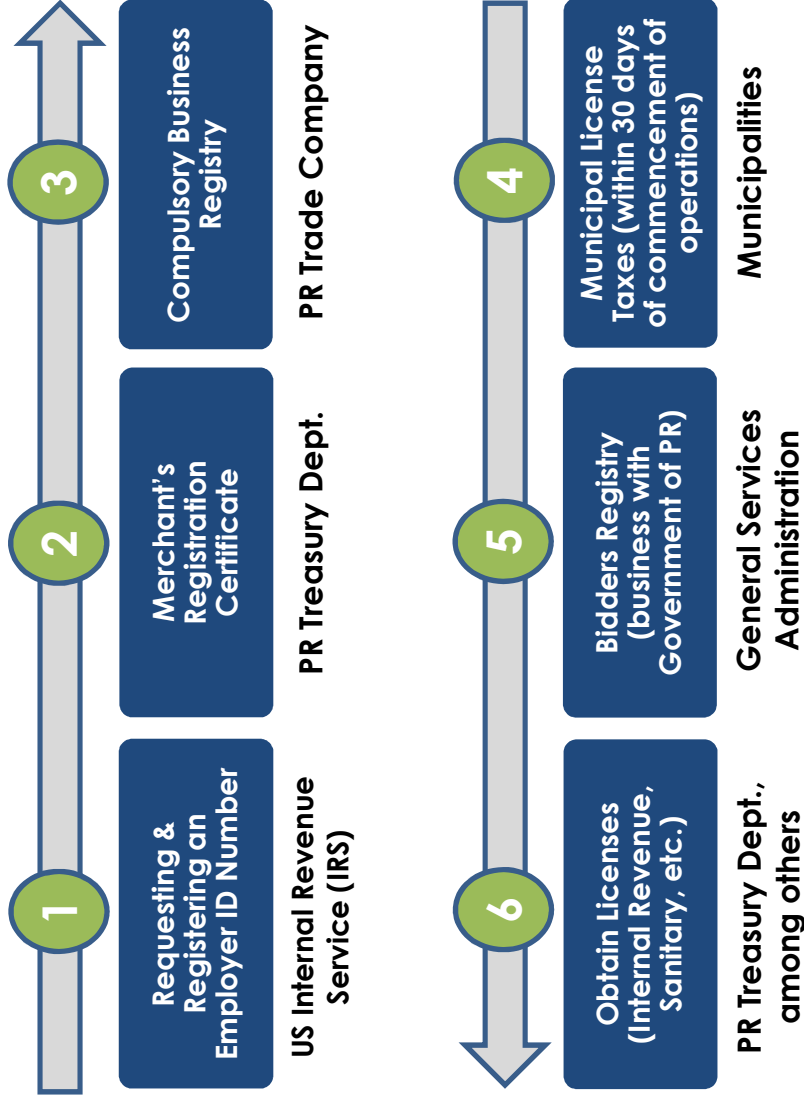 1
Requesting &
Registering an
Employer ID Number
US Internal Revenue
Service (IRS)
2
Merchant's
Registration
Certificate
PR Treasury Dept.
3
Compulsory Business
Registry
PR Trade Company
4
Municipal License
Taxes (within 30 days
of commencement of
operations)
Municipalities
5
Bidders Registry
(business with
Government of PR)
General Services
Administration
6
Obtain Licenses
(Internal Revenue,
Sanitary, etc.)
PR Treasury Dept.,
among others